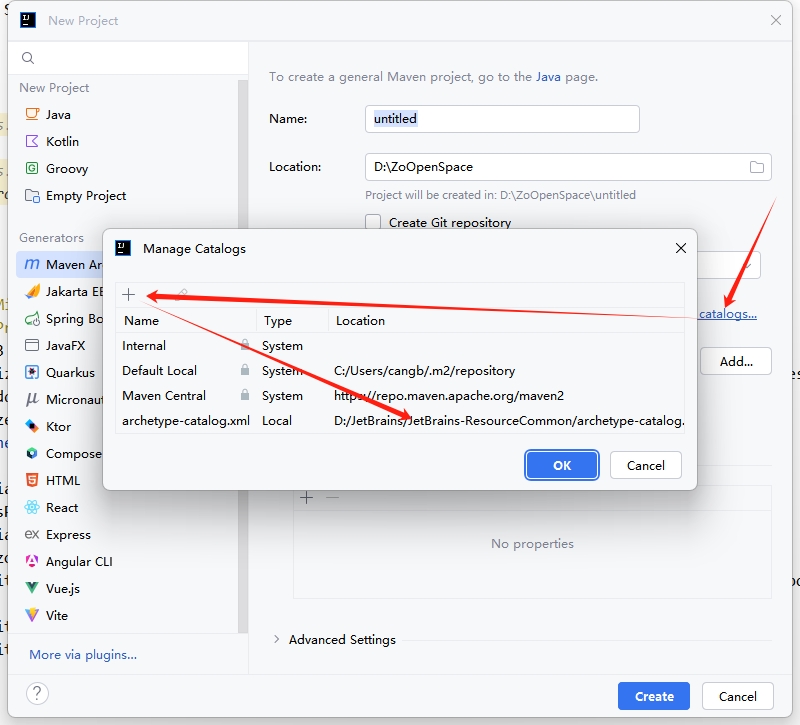 New Project
To create a general Maven project, go to the Java page.
New Project
Java
Kotlin
Groovy
Empty Project
Generators
Maven Ar
Jakarta EE
Spring Bo
JavaFX
Quarkus
Micronaut
Ktor
Compose
HTML
React
Express
Angular CLI
Vue.js
Vite
More via plugins...
Name:
untitled
Location:
D:\ZoOpenSpace
Project will be created in: D:\ZoOpenSpace\untitled
Create Git repository
catalogs...
Add...
Manage Catalogs
Name Type Location
Internal System
Default Local System C:/Users/cangb/.m2/repository
Maven Central System https://repo.maven.apache.org/maven2
archetype-catalog.xml Local D:/JetBrains/JetBrains-ResourceCommon/archetype-catalog.
OK
Cancel
No properties
Advanced Settings
?
Create
Cancel